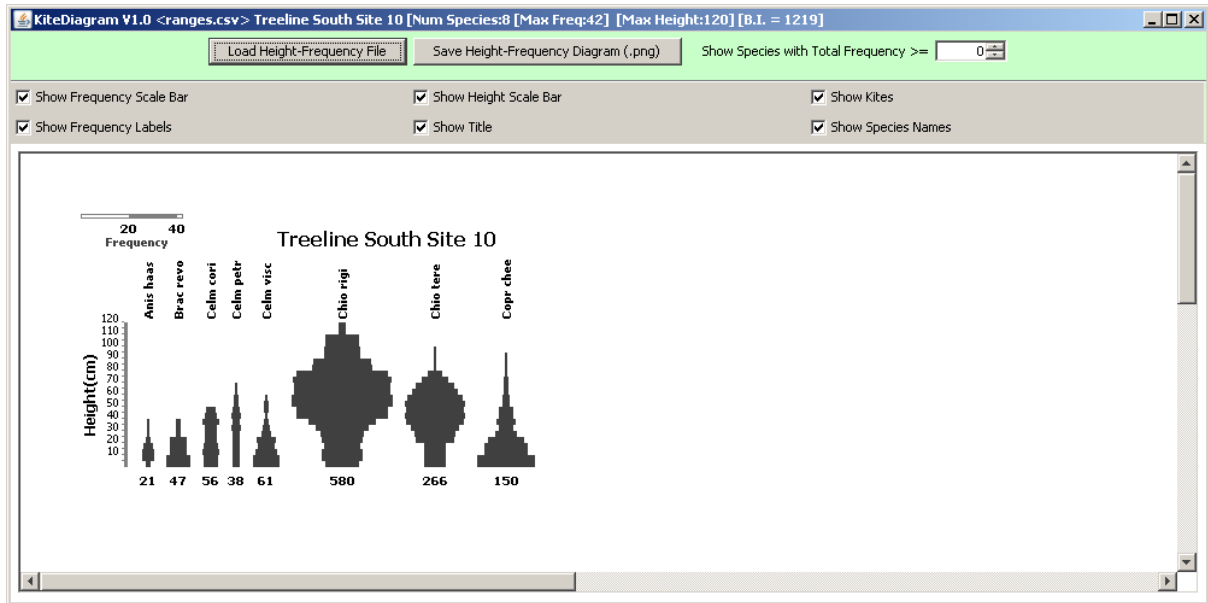 KiteDiagram V1.0 <ranges.csv> Treeline South Site 10 [Num Species:8 [Max Freq:42] [Max Height:120] [B.I. = 1219]
Load Height-Frequency File Save Height-Frequency Diagram (.png) Show Species with Total Frequency >= 0
Show Frequency Scale Bar Show Height Scale Bar Show Kites
Show Frequency Labels Show Title Show Species Names
20 40
Frequency
Treeline South Site 10
Anis haas
Brac revo
Celm cori
Celm petr
Celm visc
Chio rigi
Chio tere
Copr chee
Height(cm)
120
110
100
90
80
70
60
50
40
30
20
10
21 47 56 38 61 580 266 150